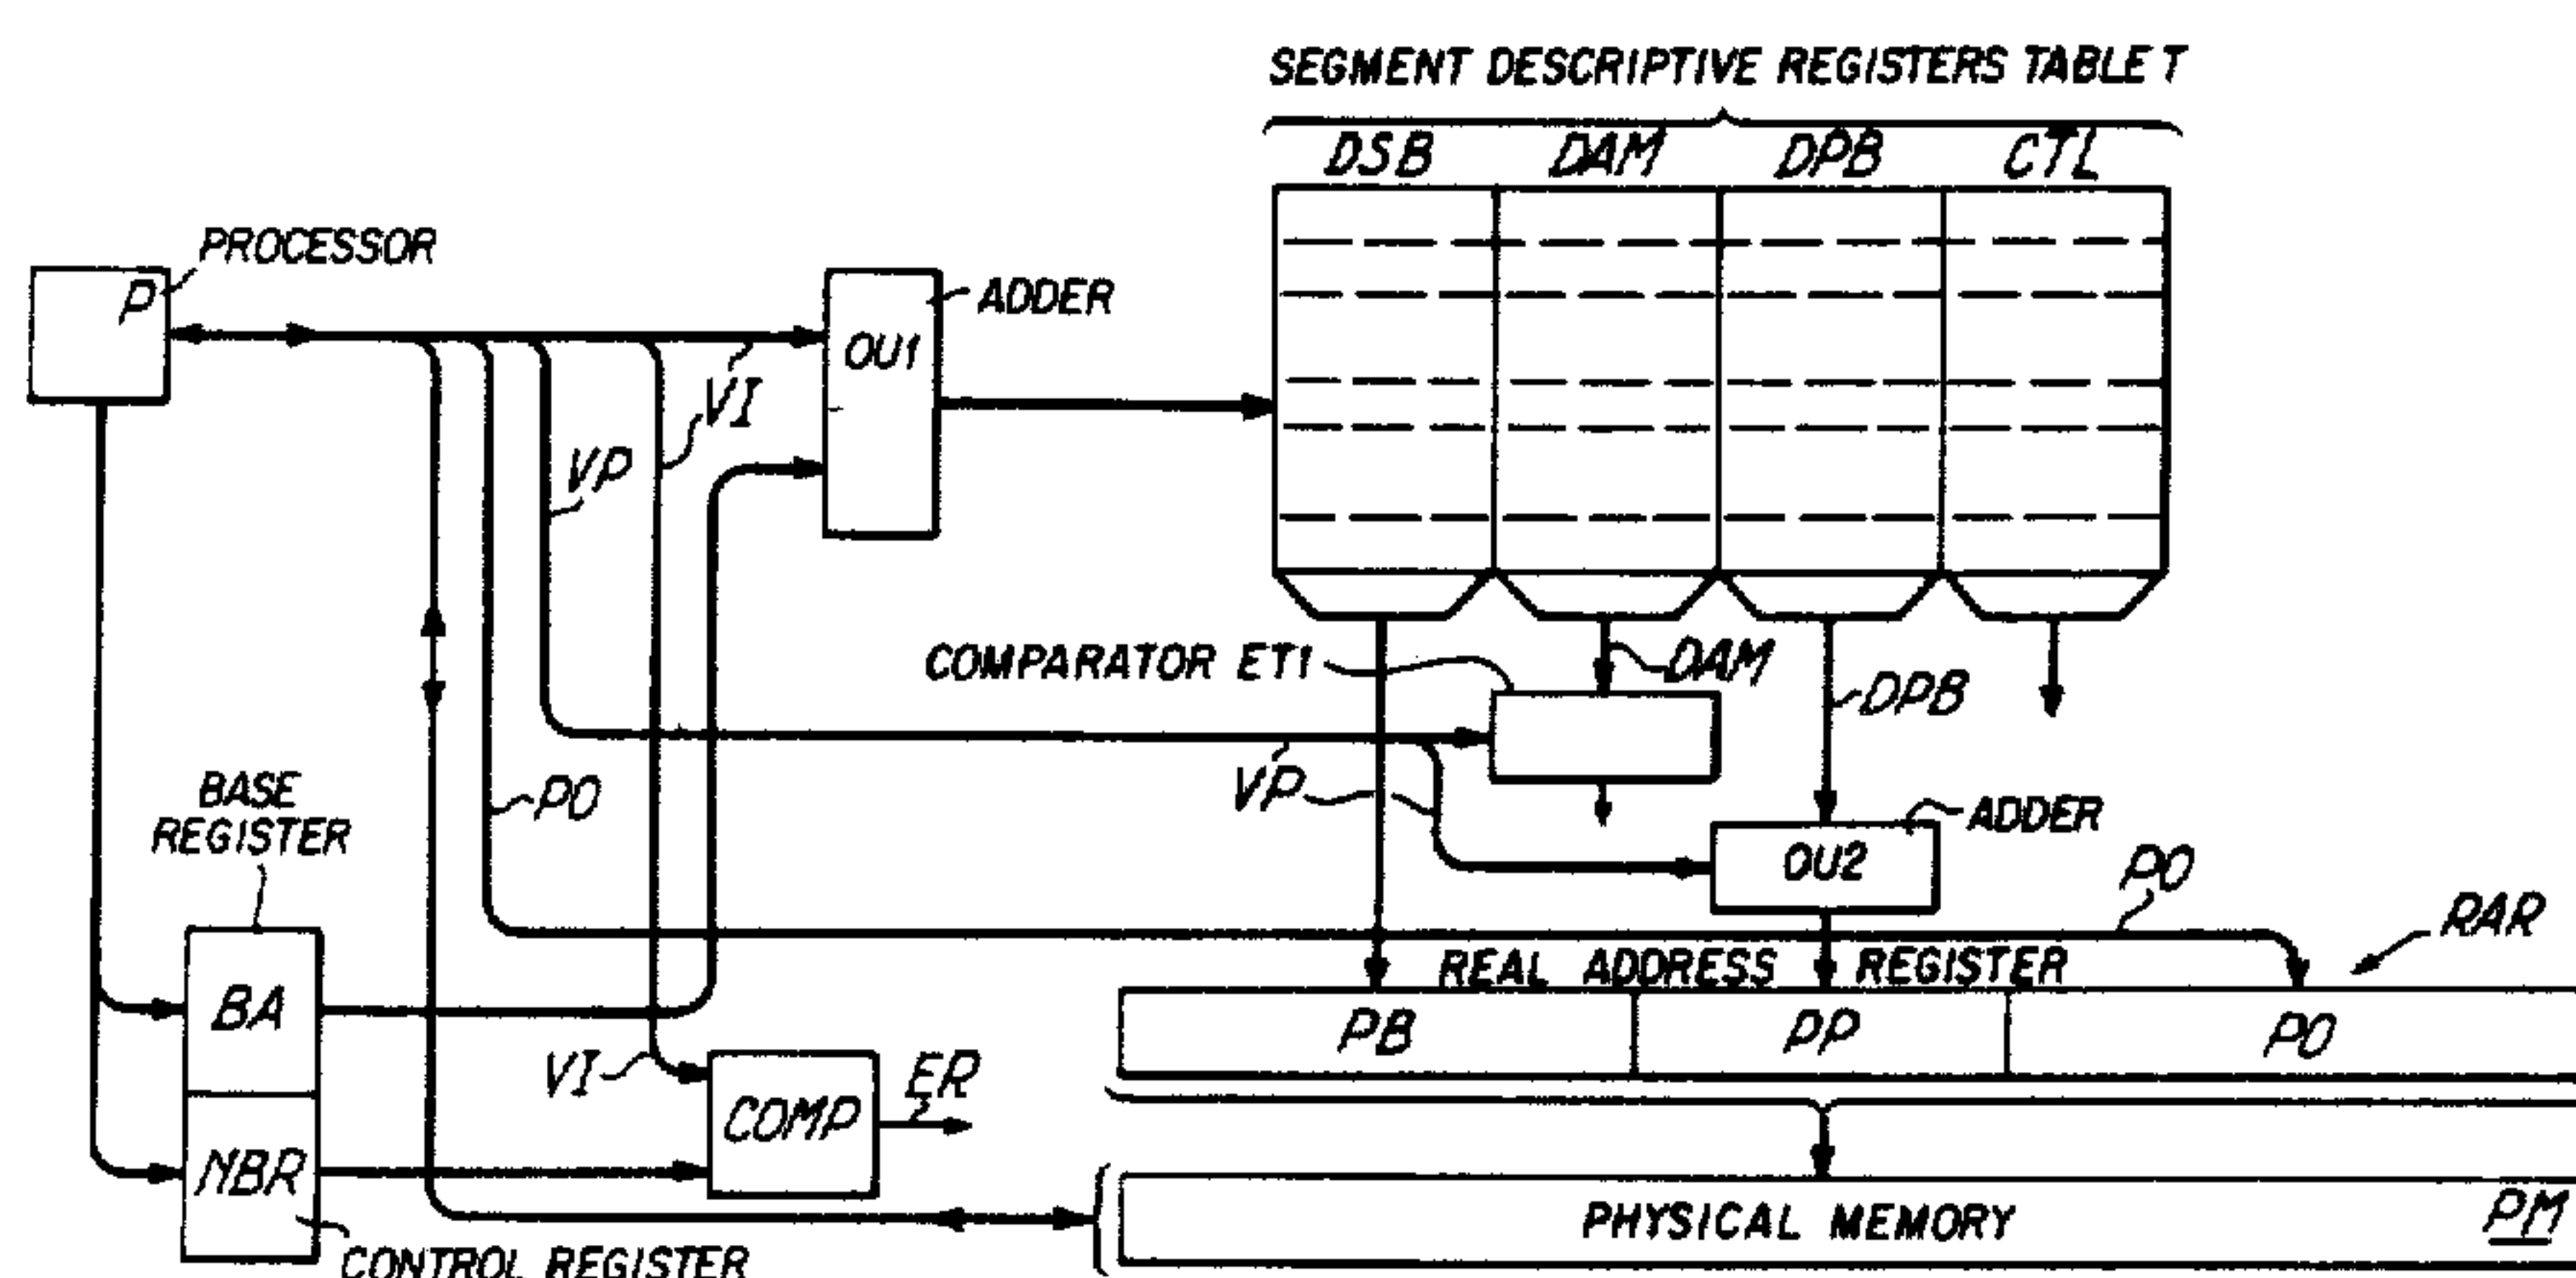 SEGMENT DESCRIPTIVE REGISTERS TABLE T
DSB DAM DPB CTL
PROCESSOR
P
ADDER
OU1
VI
VP
COMPARATOR ET1
DAM
DPB
VP
PO
BASE
REGISTER
ADDER
OU2
PO
RAR
REAL ADDRESS REGISTER
BA
PB PP PO
VI
ER
COMP
NBR
PHYSICAL MEMORY
PM
CONTROL REGISTER